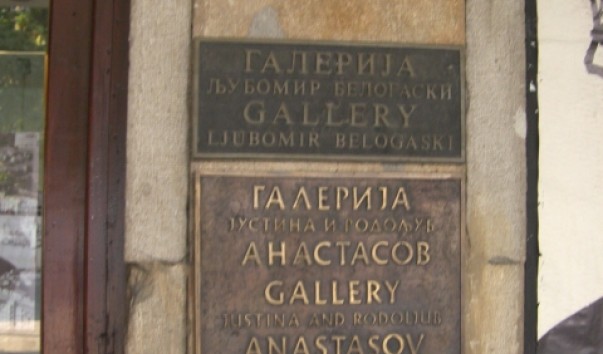 ГАЛЕРИЈА
ЉУБОМИР БЕЛОГАСКИ
GALLERY
LJUBOMIR BELOGASKI
ГАЛЕРИЈА
ЈУСТИНА И РОДОЉУБ
АНАСТАСОВ
GALLERY
JUSTINA AND RODOLJUB
ANASTASOV